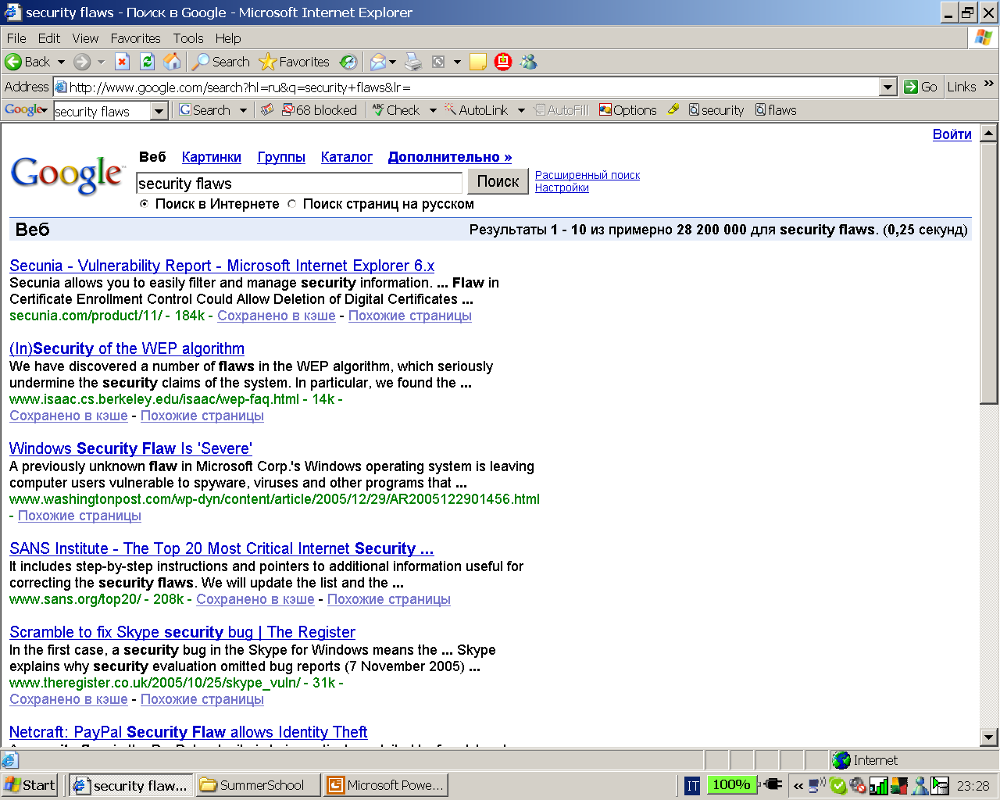 security flaws - Поиск в Google - Microsoft Internet Explorer
File Edit View Favorites Tools Help
Back Search Favorites
Address http://www.google.com/search?hl=ru&q=security+flaws&lr= Go Links »
Google security flaws Search 68 blocked Check AutoLink AutoFill Options security flaws
Войти
Веб Картинки Группы Каталог Дополнительно »
Google
security flaws Поиск Расширенный поиск
Настройки
Поиск в Интернете Поиск страниц на русском
Веб Результаты 1 - 10 из примерно 28 200 000 для security flaws. (0,25 секунд)
Secunia - Vulnerability Report - Microsoft Internet Explorer 6.x
Secunia allows you to easily filter and manage security information. ... Flaw in
Certificate Enrollment Control Could Allow Deletion of Digital Certificates ...
secunia.com/product/11/ - 184k - Сохранено в кэше - Похожие страницы
(In)Security of the WEP algorithm
We have discovered a number of flaws in the WEP algorithm, which seriously
undermine the security claims of the system. In particular, we found the ...
www.isaac.cs.berkeley.edu/isaac/wep-faq.html - 14k -
Сохранено в кэше - Похожие страницы
Windows Security Flaw Is 'Severe'
A previously unknown flaw in Microsoft Corp.'s Windows operating system is leaving
computer users vulnerable to spyware, viruses and other programs that ...
www.washingtonpost.com/wp-dyn/content/article/2005/12/29/AR2005122901456.html
- Похожие страницы
SANS Institute - The Top 20 Most Critical Internet Security ...
It includes step-by-step instructions and pointers to additional information useful for
correcting the security flaws. We will update the list and the ...
www.sans.org/top20/ - 208k - Сохранено в кэше - Похожие страницы
Scramble to fix Skype security bug | The Register
In the first case, a security bug in the Skype for Windows means the ... Skype
explains why security evaluation omitted bug reports (7 November 2005) ...
www.theregister.co.uk/2005/10/25/skype_vuln/ - 31k -
Сохранено в кэше - Похожие страницы
Netcraft: PayPal Security Flaw allows Identity Theft
Internet
Start security flaw... SummerSchool Microsoft Powe... IT 100% « 23:28